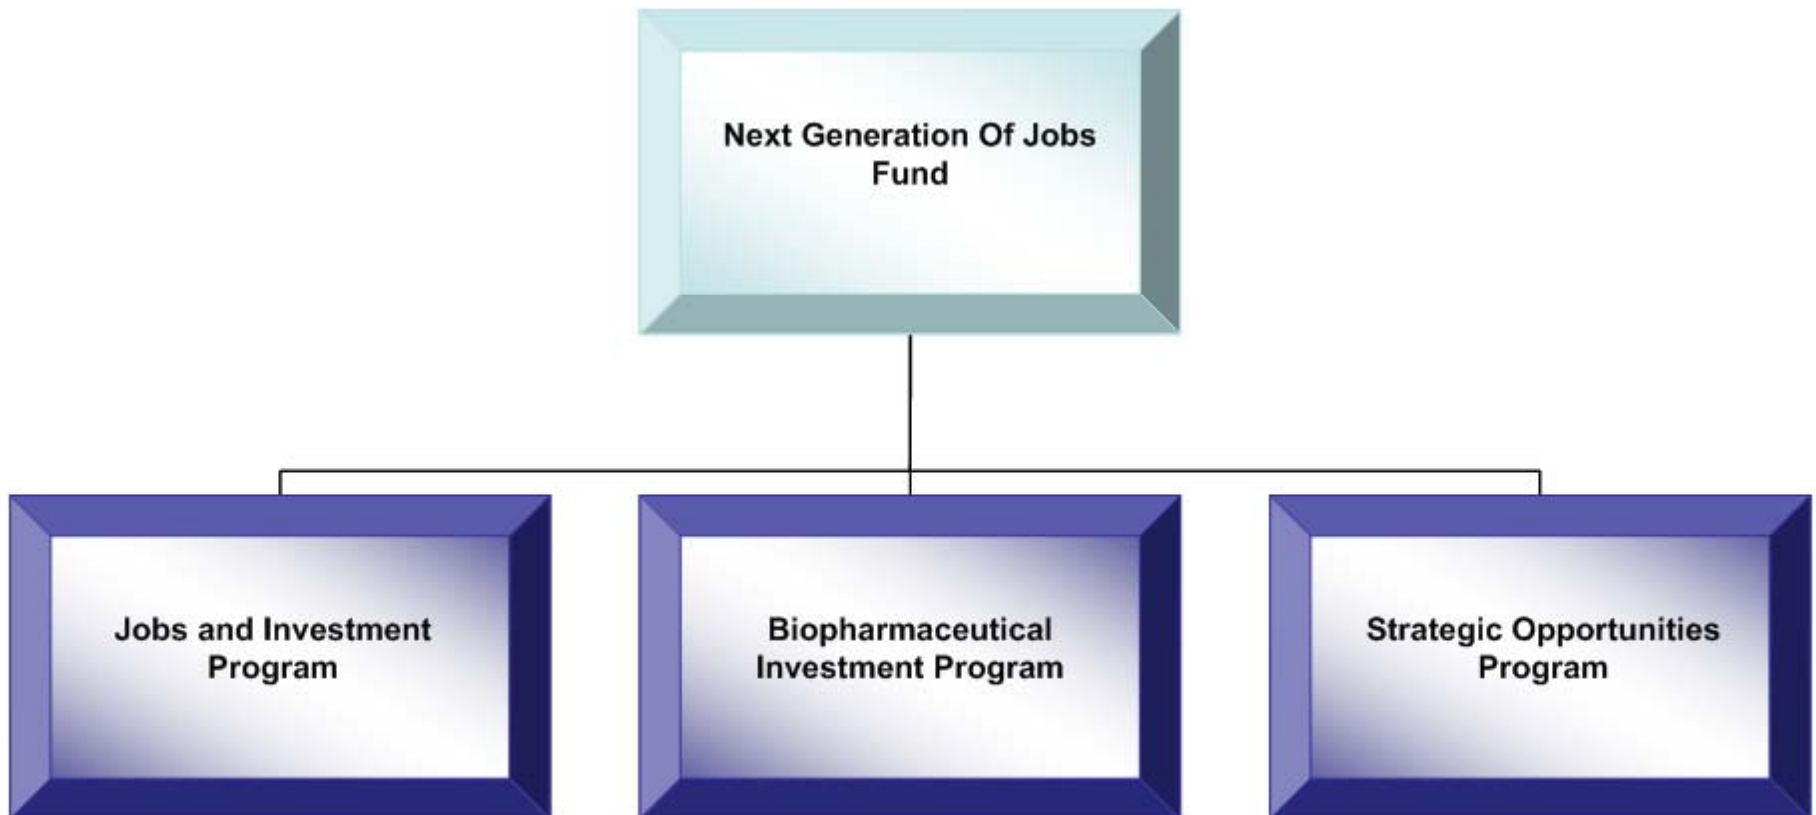 Next Generation Of Jobs
Fund
Jobs and Investment
Program
Biopharmaceutical
Investment Program
Strategic Opportunities
Program